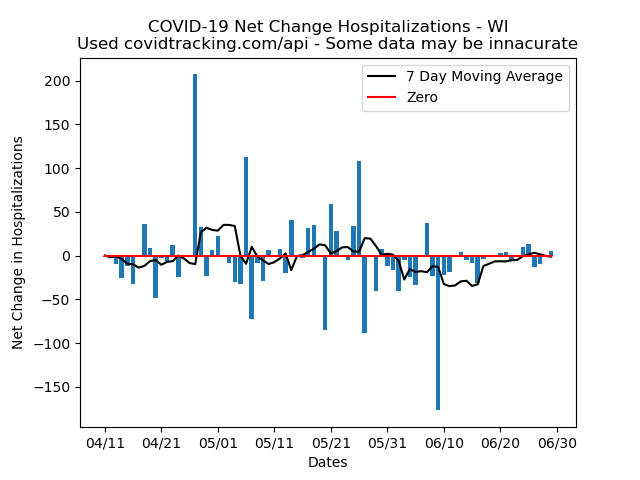 COVID-19 Net Change Hospitalizations - WI
Used covidtracking.com/api - Some data may be innacurate
7 Day Moving Average
Zero
Net Change in Hospitalizations
200
150
100
50
0
−50
−100
−150
04/11 04/21 05/01 05/11 05/21 05/31 06/10 06/20 06/30
Dates